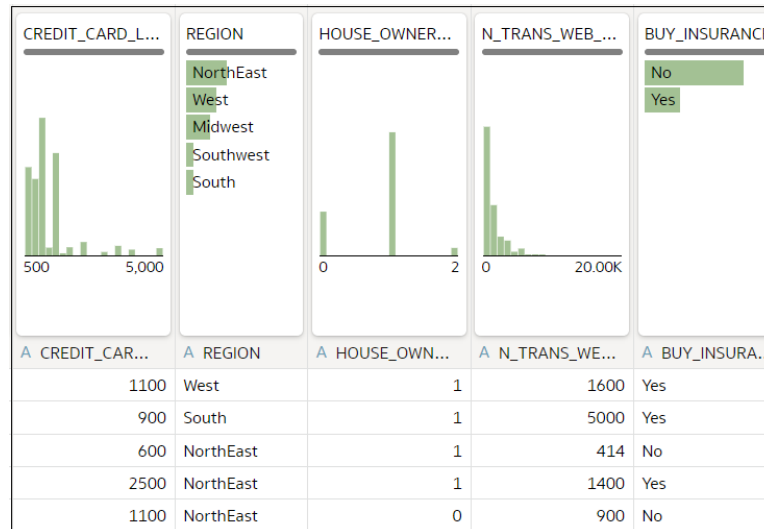 CREDIT_CARD_L... REGION HOUSE_OWNER... N_TRANS_WEB_... BUY_INSURANCE
NorthEast
West
Midwest
Southwest
South
No
Yes
500 5,000
0 2
0 20.00K
A CREDIT_CAR... A REGION A HOUSE_OWN... A N_TRANS_WE... A BUY_INSURA...
1100 West 1 1600 Yes
900 South 1 5000 Yes
600 NorthEast 1 414 No
2500 NorthEast 1 1400 Yes
1100 NorthEast 0 900 No